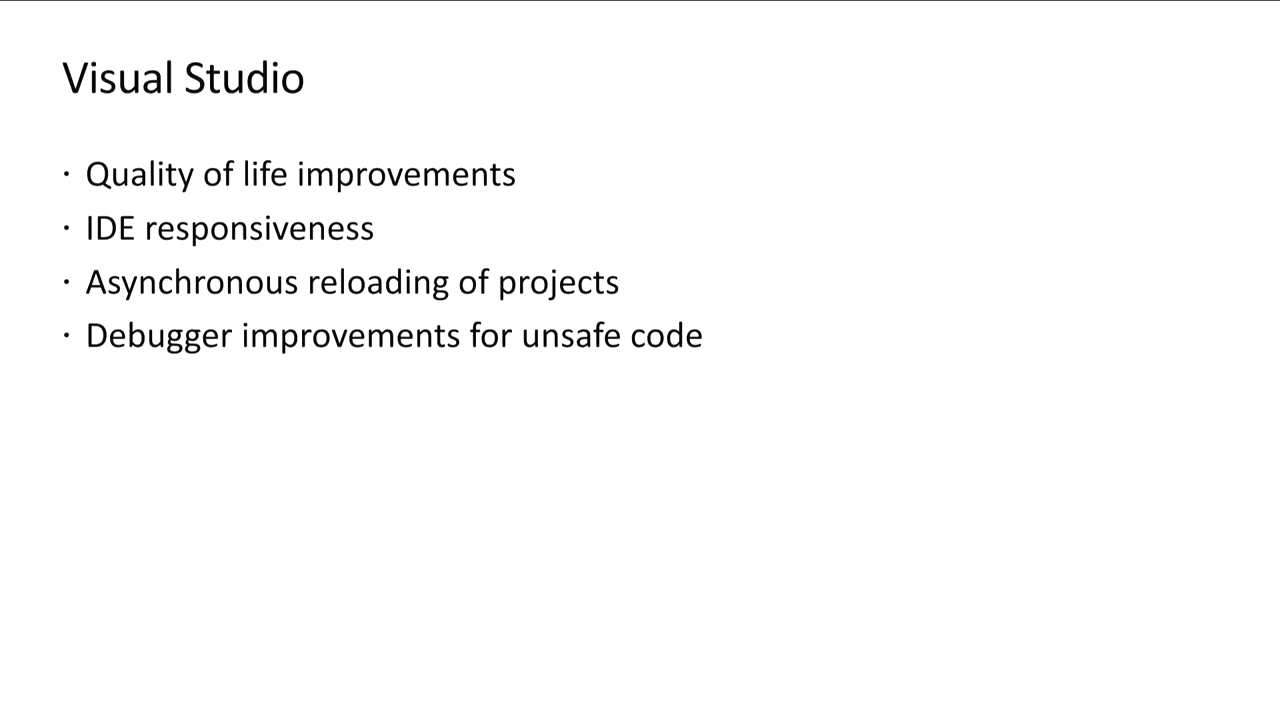 Visual Studio
· Quality of life improvements
· IDE responsiveness
· Asynchronous reloading of projects
· Debugger improvements for unsafe code